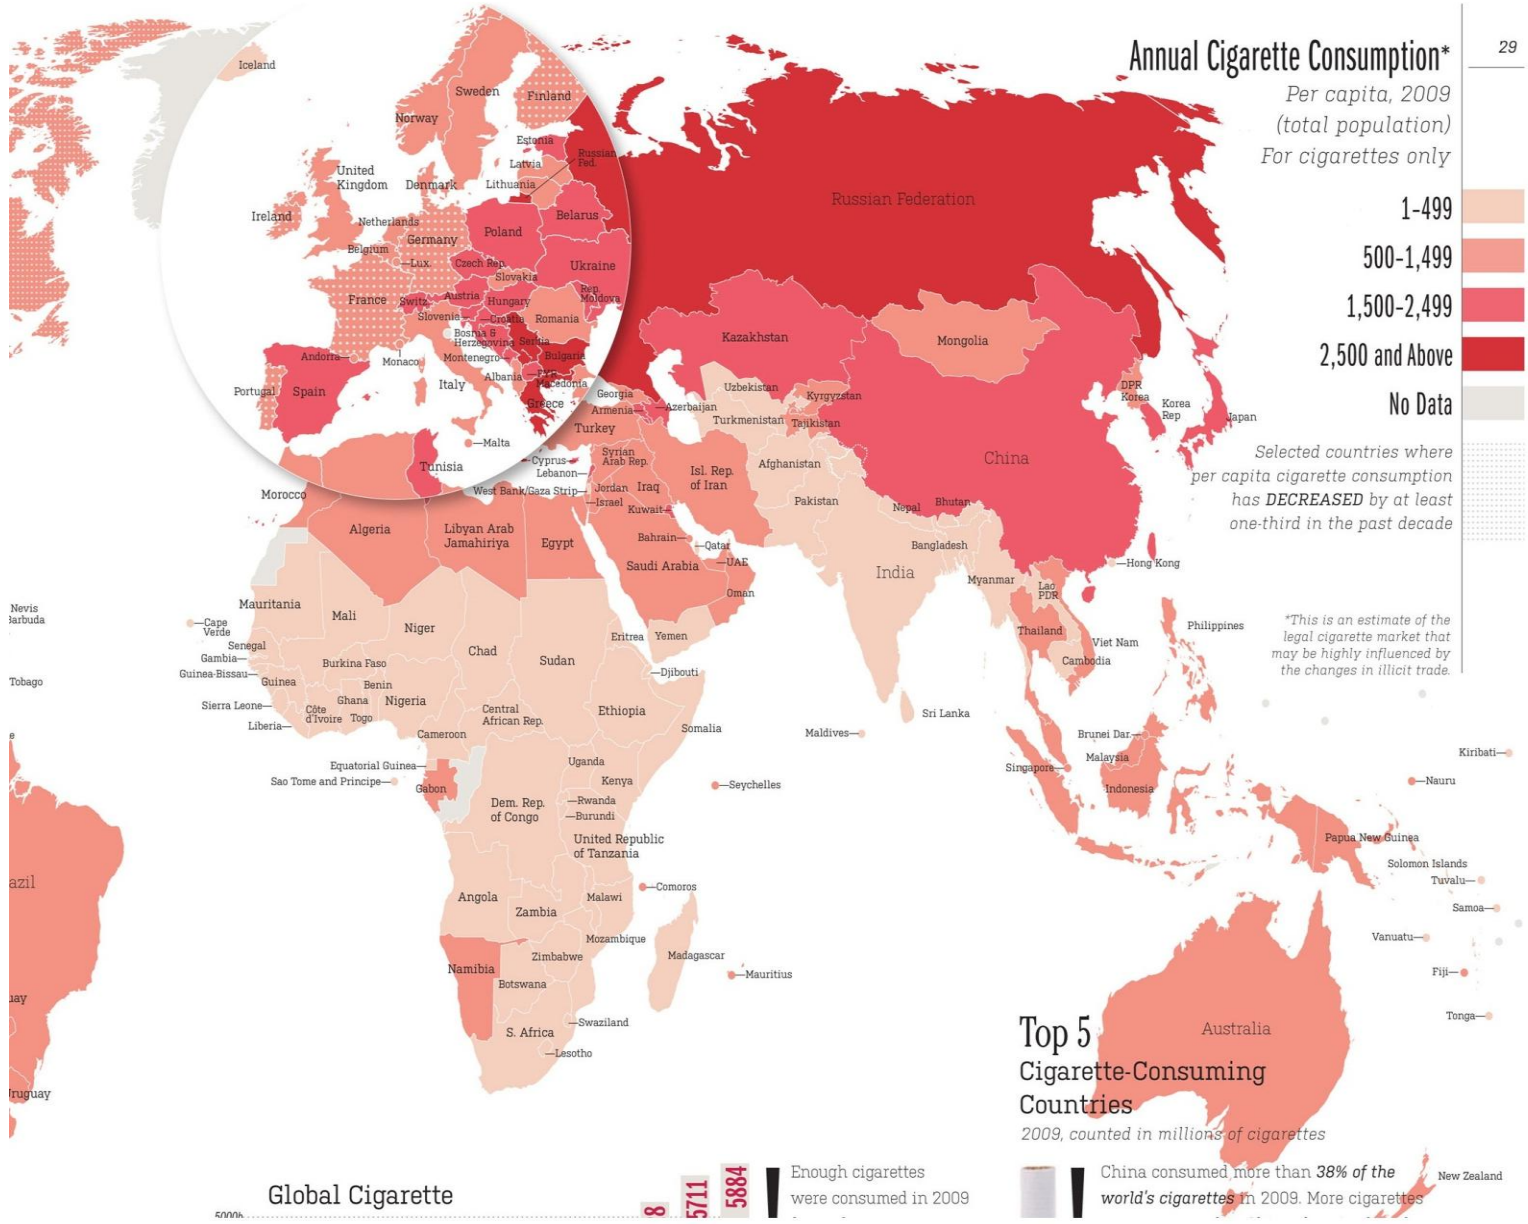 Annual Cigarette Consumption*
29
Per capita, 2009
(total population)
For cigarettes only
1–499
500–1,499
1,500–2,499
2,500 and Above
No Data
Selected countries where
per capita cigarette consumption
has DECREASED by at least
one-third in the past decade
*This is an estimate of the
legal cigarette market that
may be highly influenced by
the changes in illicit trade.
Iceland
Sweden
Finland
Norway
Estonia
Russian
Fed.
Latvia
Lithuania
United
Kingdom
Denmark
Ireland
Netherlands
Belarus
Germany
Poland
Belgium
Lux.
Czech Rep.
Ukraine
Slovakia
France
Switz.
Austria
Hungary
Rep.
Moldova
Slovenia
Croatia
Romania
Bosnia &
Herzegovina
Serbia
Andorra
Monaco
Montenegro
Bulgaria
Italy
Albania
FYR
Macedonia
Portugal
Spain
Greece
Malta
Tunisia
Russian Federation
Kazakhstan
Mongolia
Uzbekistan
Kyrgyzstan
Georgia
Armenia
Azerbaijan
Turkmenistan
Tajikistan
Turkey
DPR
Korea
Korea
Rep
Japan
China
Cyprus
Lebanon
Syrian
Arab Rep.
West Bank/Gaza Strip
Jordan
Iraq
Israel
Kuwait
Isl. Rep.
of Iran
Afghanistan
Pakistan
Nepal
Bhutan
Bangladesh
India
Morocco
Algeria
Libyan Arab
Jamahiriya
Egypt
Bahrain
Qatar
Saudi Arabia
UAE
Oman
Hong Kong
Myanmar
Lao
PDR
Nevis
Barbuda
Mauritania
Mali
Niger
Chad
Sudan
Eritrea
Yemen
Djibouti
Cape
Verde
Senegal
Gambia
Guinea-Bissau
Guinea
Burkina Faso
Benin
Sierra Leone
Liberia
Côte
d'Ivoire
Ghana
Togo
Nigeria
Cameroon
Central
African Rep.
Ethiopia
Somalia
Thailand
Viet Nam
Cambodia
Philippines
Sri Lanka
Maldives
Brunei Dar.
Malaysia
Singapore
Indonesia
Kiribati
Nauru
Papua New Guinea
Solomon Islands
Tuvalu
Samoa
Vanuatu
Fiji
Tonga
Tobago
e
Equatorial Guinea
Sao Tome and Principe
Gabon
Uganda
Kenya
Rwanda
Burundi
Dem. Rep.
of Congo
United Republic
of Tanzania
Seychelles
Comoros
Angola
Zambia
Malawi
Mozambique
Madagascar
Mauritius
Zimbabwe
Namibia
Botswana
S. Africa
Swaziland
Lesotho
azil
uay
Uruguay
Australia
New Zealand
Top 5
Cigarette-Consuming
Countries
2009, counted in millions of cigarettes
China consumed more than 38% of the
world's cigarettes in 2009. More cigarettes
Enough cigarettes
were consumed in 2009
Global Cigarette
5000b
8
5711
5884